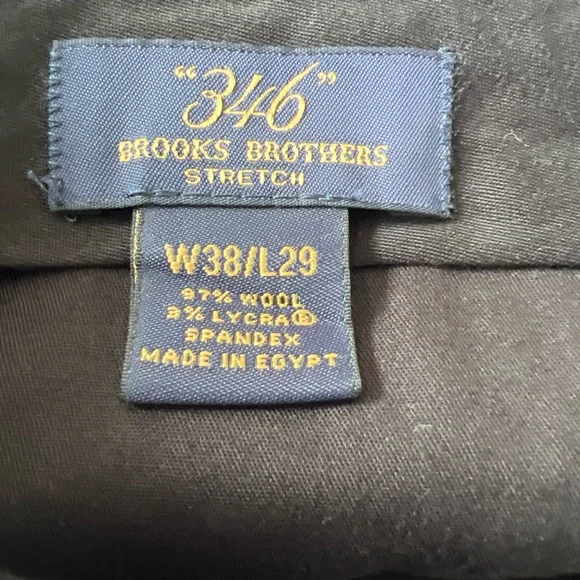 "346"
BROOKS BROTHERS
STRETCH
W38/L29
97% WOOL
3% LYCRA®
SPANDEX
MADE IN EGYPT